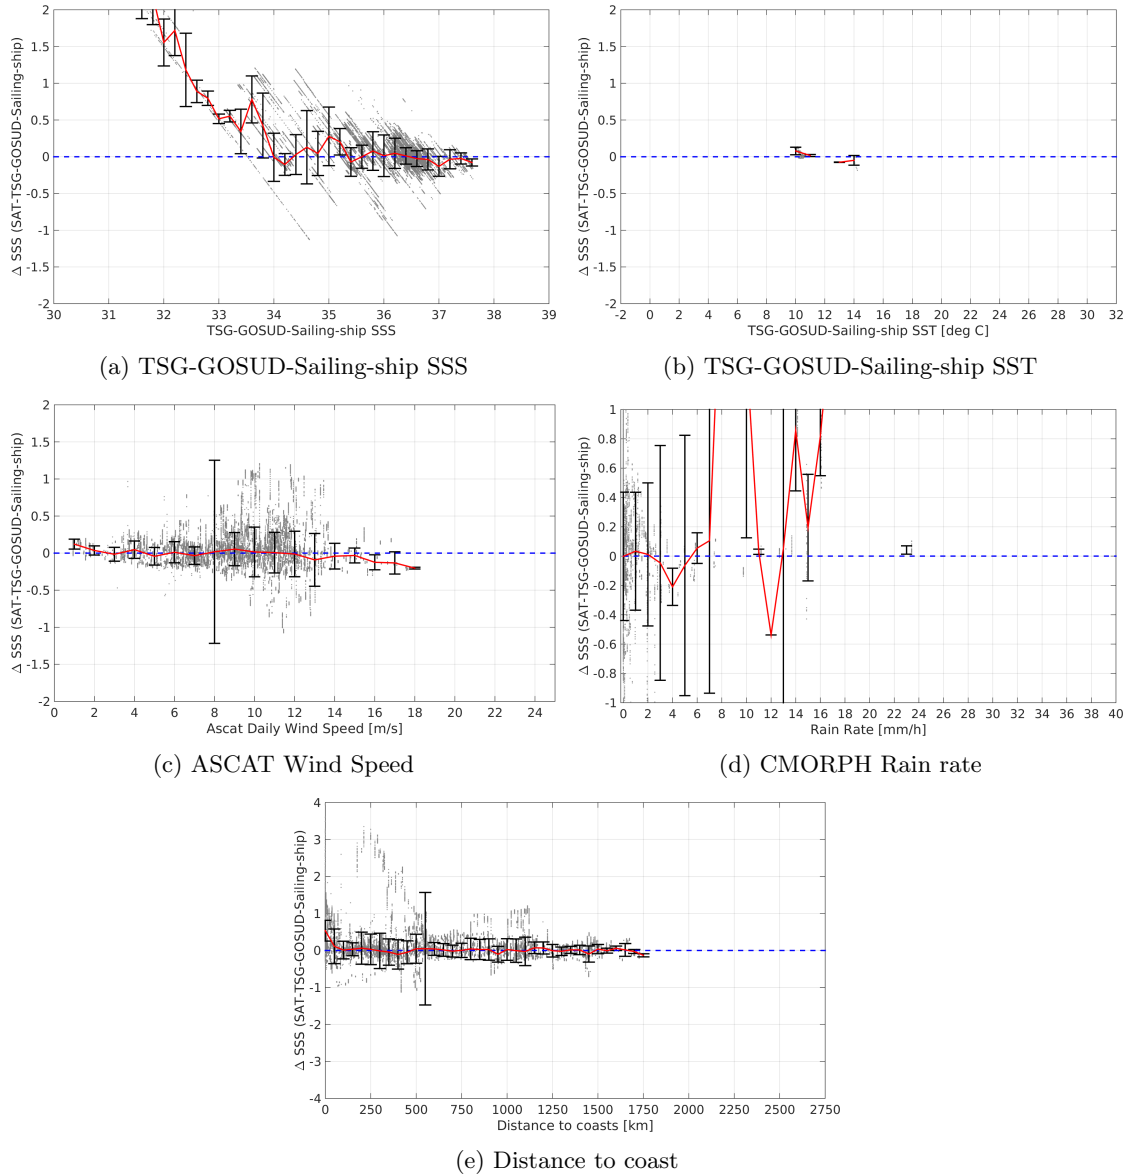 2
1.5
1
0.5
0
-0.5
-1
-1.5
-2
Δ SSS (SAT-TSG-GOSUD-Sailing-ship)
30 31 32 33 34 35 36 37 38 39
TSG-GOSUD-Sailing-ship SSS
(a) TSG-GOSUD-Sailing-ship SSS
2
1.5
1
0.5
0
-0.5
-1
-1.5
-2
Δ SSS (SAT-TSG-GOSUD-Sailing-ship)
-2 0 2 4 6 8 10 12 14 16 18 20 22 24 26 28 30 32
TSG-GOSUD-Sailing-ship SST [deg C]
(b) TSG-GOSUD-Sailing-ship SST
2
1.5
1
0.5
0
-0.5
-1
-1.5
-2
Δ SSS (SAT-TSG-GOSUD-Sailing-ship)
0 2 4 6 8 10 12 14 16 18 20 22 24
Ascat Daily Wind Speed [m/s]
(c) ASCAT Wind Speed
1
0.8
0.6
0.4
0.2
0
-0.2
-0.4
-0.6
-0.8
-1
Δ SSS (SAT-TSG-GOSUD-Sailing-ship)
0 2 4 6 8 10 12 14 16 18 20 22 24 26 28 30 32 34 36 38 40
Rain Rate [mm/h]
(d) CMORPH Rain rate
4
3
2
1
0
-1
-2
-3
-4
Δ SSS (SAT-TSG-GOSUD-Sailing-ship)
0 250 500 750 1000 1250 1500 1750 2000 2250 2500 2750
Distance to coasts [km]
(e) Distance to coast